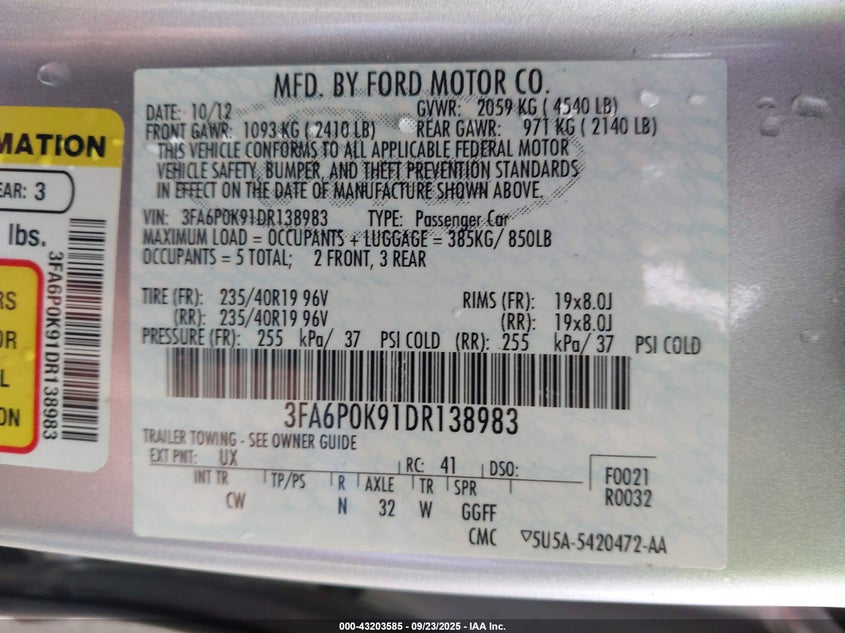 MFD. BY FORD MOTOR CO.
DATE: 10/12 GVWR: 2059 KG ( 4540 LB)
FRONT GAWR: 1093 KG ( 2410 LB) REAR GAWR: 971 KG ( 2140 LB)
THIS VEHICLE CONFORMS TO ALL APPLICABLE FEDERAL MOTOR
VEHICLE SAFETY, BUMPER, AND THEFT PREVENTION STANDARDS
IN EFFECT ON THE DATE OF MANUFACTURE SHOWN ABOVE.
VIN: 3FA6P0K91DR138983 TYPE: Passenger Car
MAXIMUM LOAD = OCCUPANTS + LUGGAGE = 385KG/ 850LB
OCCUPANTS = 5 TOTAL; 2 FRONT, 3 REAR
TIRE (FR): 235/40R19 96V RIMS (FR): 19x8.0J
(RR): 235/40R19 96V (RR): 19x8.0J
PRESSURE (FR): 255 kPa/ 37 PSI COLD (RR): 255 kPa/ 37 PSI COLD
3FA6P0K91DR138983
TRAILER TOWING - SEE OWNER GUIDE
EXT PNT: UX RC: 41 DSO:
INT TR TP/PS R AXLE TR SPR
CW N 32 W GGFF
F0021
R0032
CMC ▽5U5A-5420472-AA
MATION
EAR: 3
lbs.
3FA6P0K91DR138983
RS
OR
L
ON
000-43203585 - 09/23/2025 - IAA Inc.